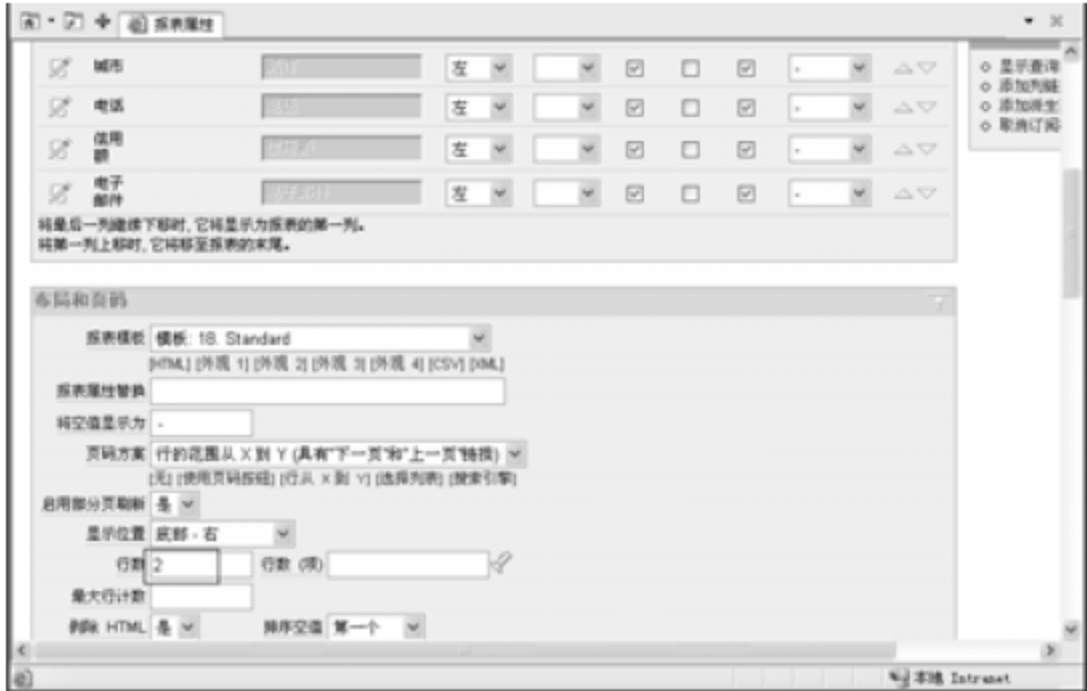 报表属性
城市 左 -
电话 左 -
信用额 左 -
电子邮件 左 -
显示查询
添加列链
添加派生
取消订阅
将最后一列继续下移时, 它将显示为报表的第一列。
将第一列上移时, 它将移至报表的末尾。
布局和页码
报表模板 模板: 18. Standard
[HTML] [外观 1] [外观 2] [外观 3] [外观 4] [CSV] [XML]
报表属性替换
将空值显示为 -
页码方案 行的范围从 X 到 Y (具有"下一页"和"上一页"链接)
[无] [使用页码按钮] [行从 X 到 Y] [选择列表] [搜索引擎]
启用部分页刷新 是
显示位置 底部 - 右
行数 2 行数 (项)
最大行计数
删除 HTML 是 排序空值 第一个
本地 Intranet